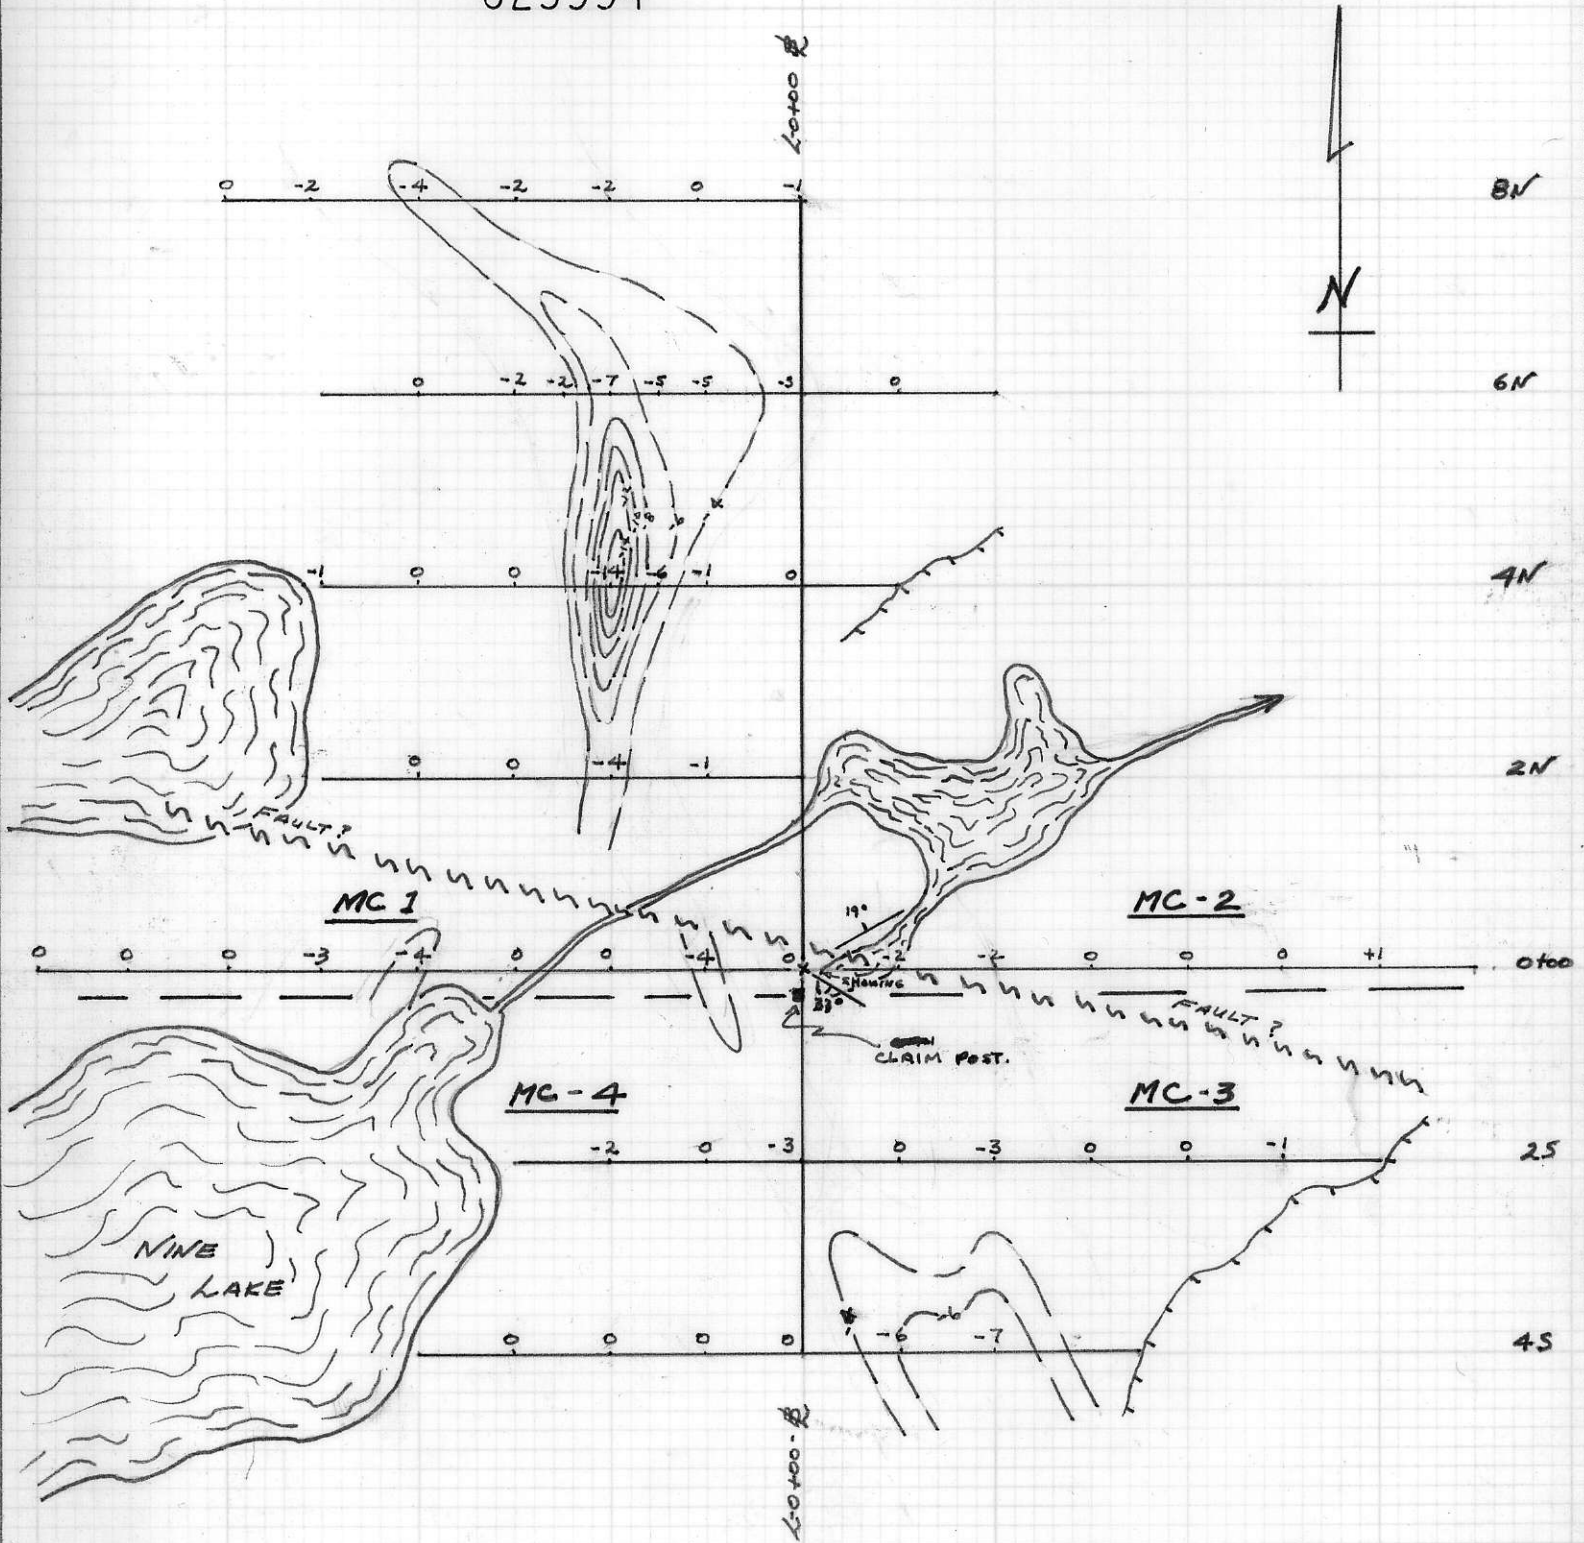 L-0+00
0 -2 -4 -2 -2 0 -1 8N
N
0 -2 -2 -7 -5 -5 -3 0 6N
-8 -6
-1 0 0 -14 -6 -1 0 4N
0 0 -4 -1 2N
FAULT?
MC 1 MC-2
19°
0 0 -3 -4 0 0 -4 0 -2 -2 0 0 +1 0+00
SHOWING
33°
FAULT?
CLAIM POST.
MC-4 MC-3
-2 0 -3 0 -3 0 0 -1 2S
NINE
LAKE
-6
0 0 0 0 -6 -7 4S
L-0+00-